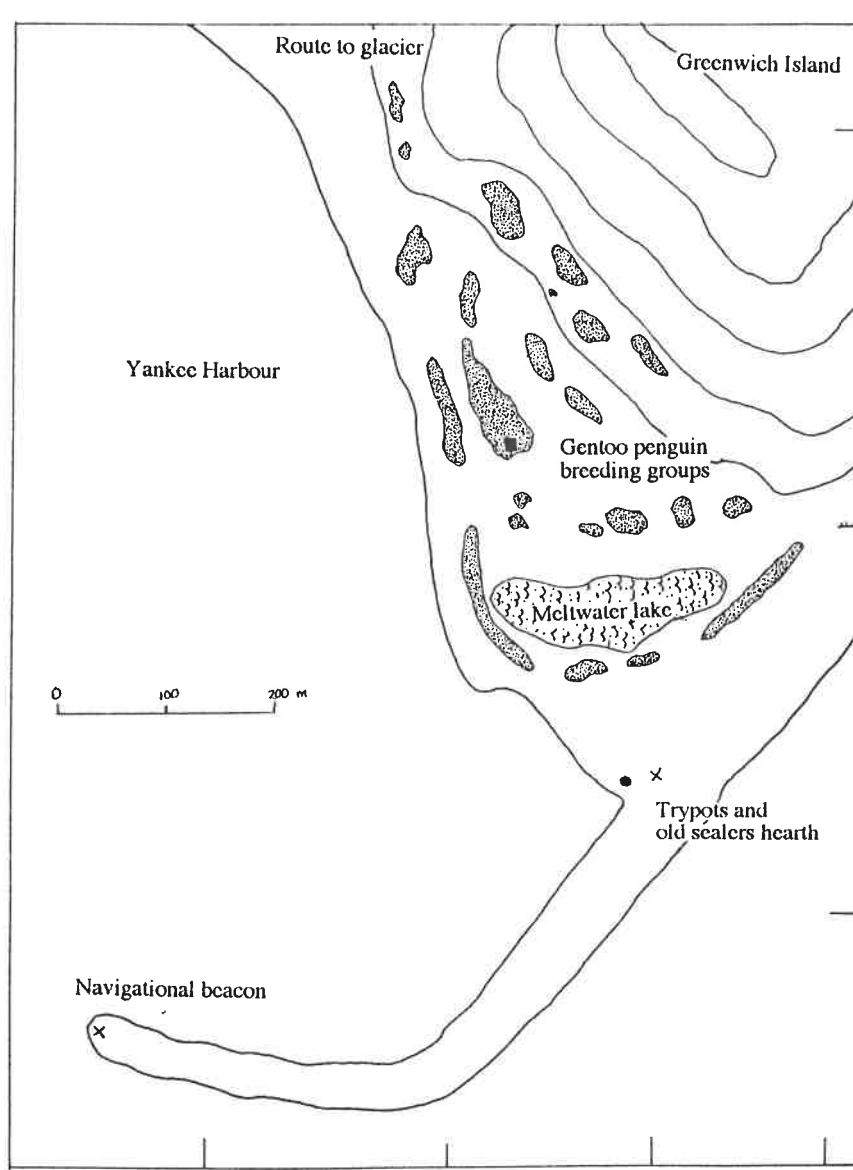 Route to glacier
Greenwich Island
Yankee Harbour
Gentoo penguin
breeding groups
Meltwater lake
0 100 200 m
Trypots and
old sealers hearth
Navigational beacon